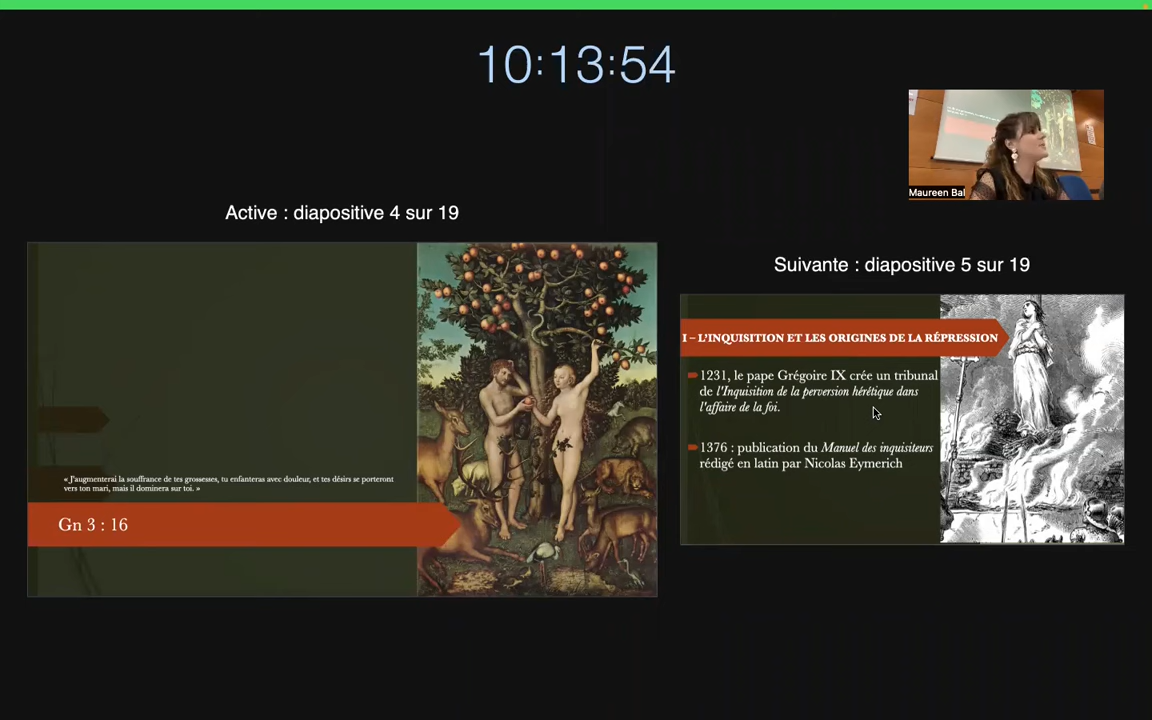 10:13:54
Maureen Bal
Active : diapositive 4 sur 19
Suivante : diapositive 5 sur 19
« J'augmenterai la souffrance de tes grossesses, tu enfanteras avec douleur, et tes désirs se porteront
vers ton mari, mais il dominera sur toi. »
Gn 3 : 16
I – L'INQUISITION ET LES ORIGINES DE LA RÉPRESSION
1231, le pape Grégoire IX crée un tribunal
de l'Inquisition de la perversion hérétique dans
l'affaire de la foi.
1376 : publication du Manuel des inquisiteurs
rédigé en latin par Nicolas Eymerich